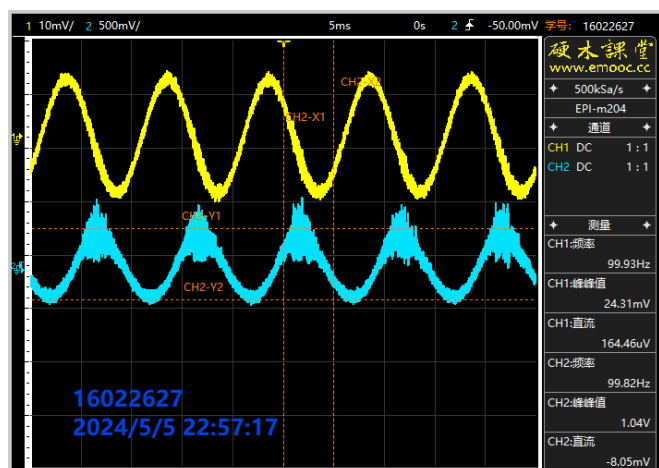 1 10mV/ 2 500mV/ 5ms 0s 2 -50.00mV 学号: 16022627
硬木課堂
www.emooc.cc
500kSa/s
EPI-m204
通道
CH1 DC 1:1
CH2 DC 1:1
测量
CH1:频率
99.93Hz
CH1:峰峰值
24.31mV
CH1:直流
164.46uV
CH2:频率
99.82Hz
CH2:峰峰值
1.04V
CH2:直流
-8.05mV
CH2-X2
CH2-X1
CH2-Y1
CH2-Y2
16022627
2024/5/5 22:57:17